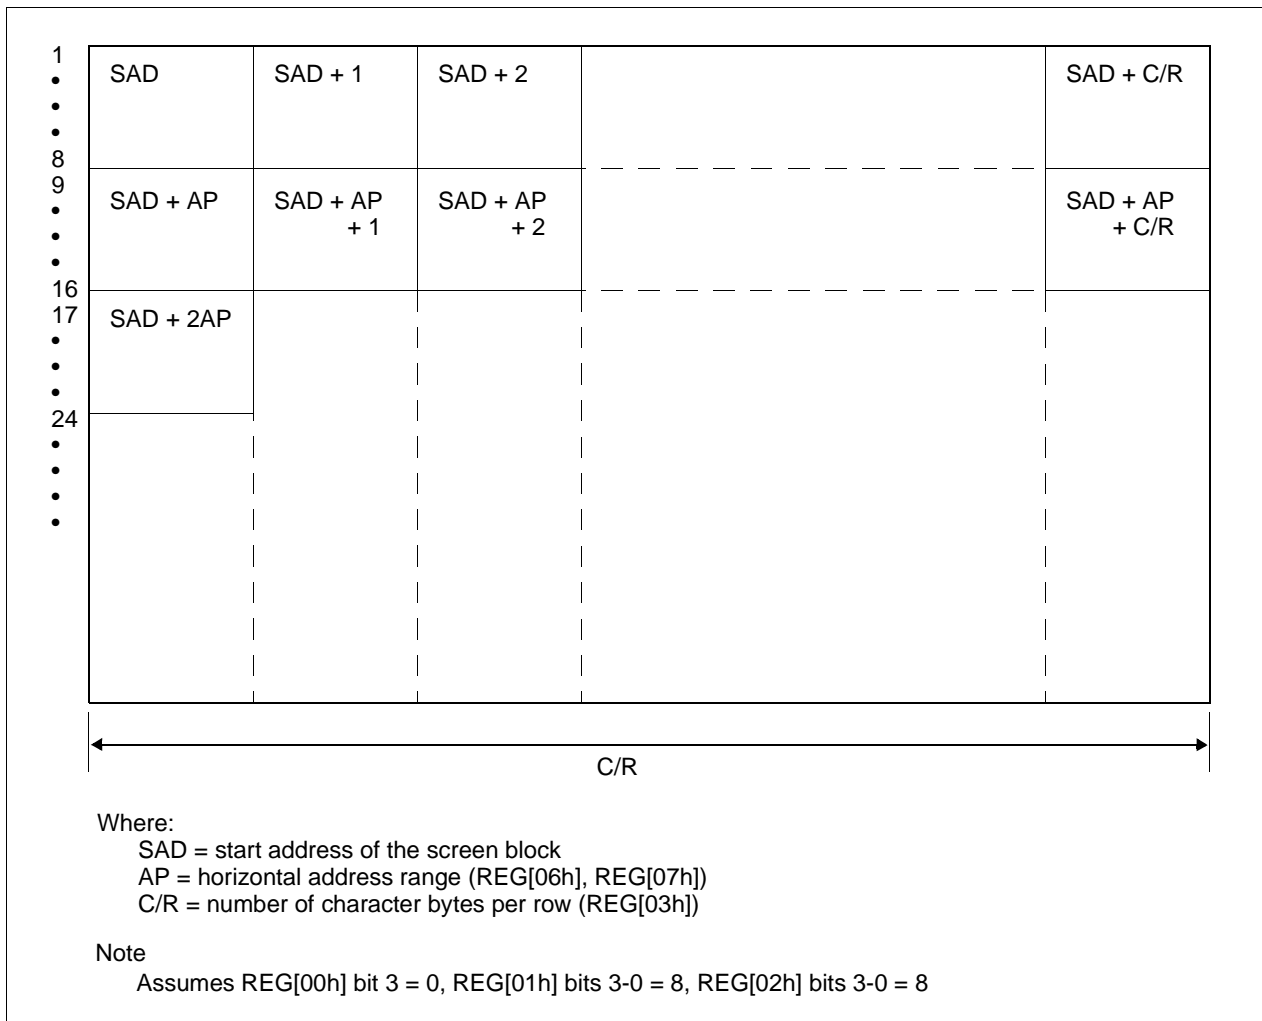 1
SAD
SAD + 1
SAD + 2
SAD + C/R
•
•
•
8
9
SAD + AP
SAD + AP
+ 1
SAD + AP
+ 2
SAD + AP
+ C/R
•
•
•
16
17
SAD + 2AP
•
•
•
24
•
•
•
•
C/R
Where:
SAD = start address of the screen block
AP = horizontal address range (REG[06h], REG[07h])
C/R = number of character bytes per row (REG[03h])
Note
Assumes REG[00h] bit 3 = 0, REG[01h] bits 3-0 = 8, REG[02h] bits 3-0 = 8